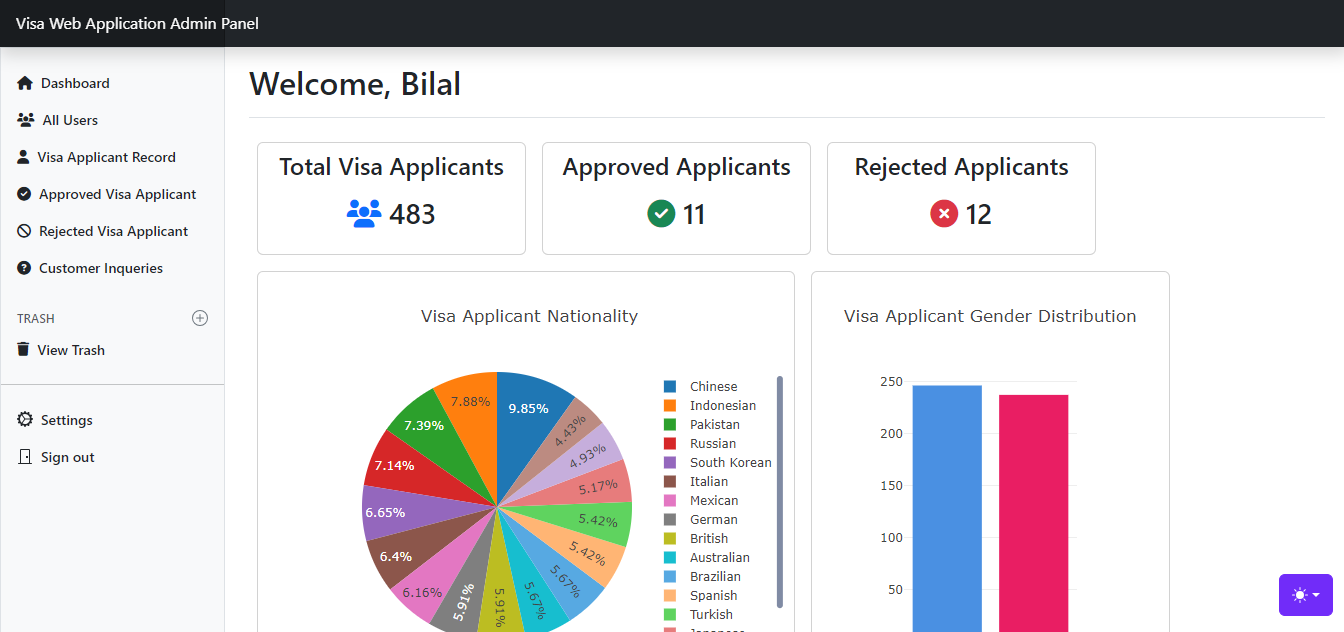 Visa Web Application Admin Panel
Dashboard
All Users
Visa Applicant Record
Approved Visa Applicant
Rejected Visa Applicant
Customer Inqueries
TRASH
View Trash
Settings
Sign out
Welcome, Bilal
Total Visa Applicants
483
Approved Applicants
11
Rejected Applicants
12
Visa Applicant Nationality
9.85%
4.43%
4.93%
5.17%
5.42%
5.42%
5.67%
5.67%
5.91%
5.91%
6.16%
6.4%
6.65%
7.14%
7.39%
7.88%
Chinese
Indonesian
Pakistan
Russian
South Korean
Italian
Mexican
German
British
Australian
Brazilian
Spanish
Turkish
Japanese
Visa Applicant Gender Distribution
250
200
150
100
50